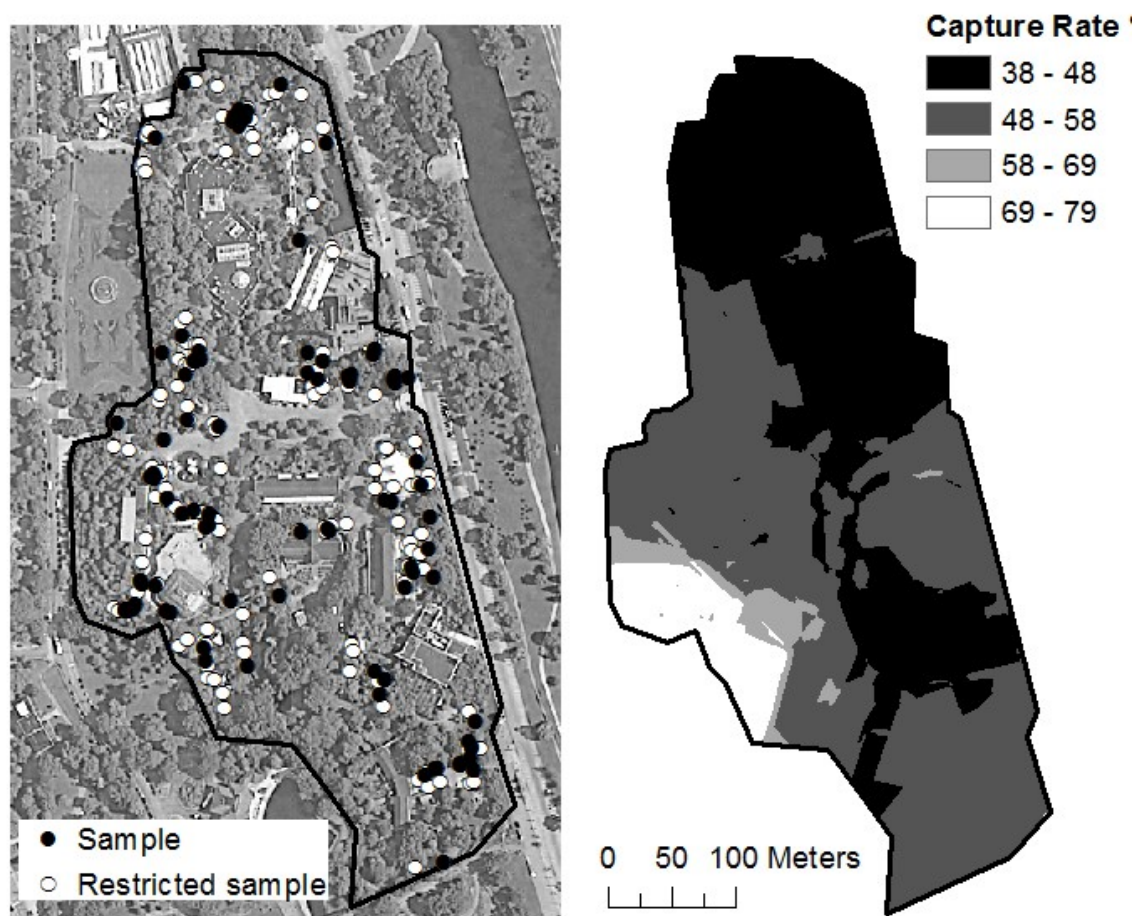 Capture Rate
38 - 48
48 - 58
58 - 69
69 - 79
Sample
Restricted sample
0 50 100 Meters